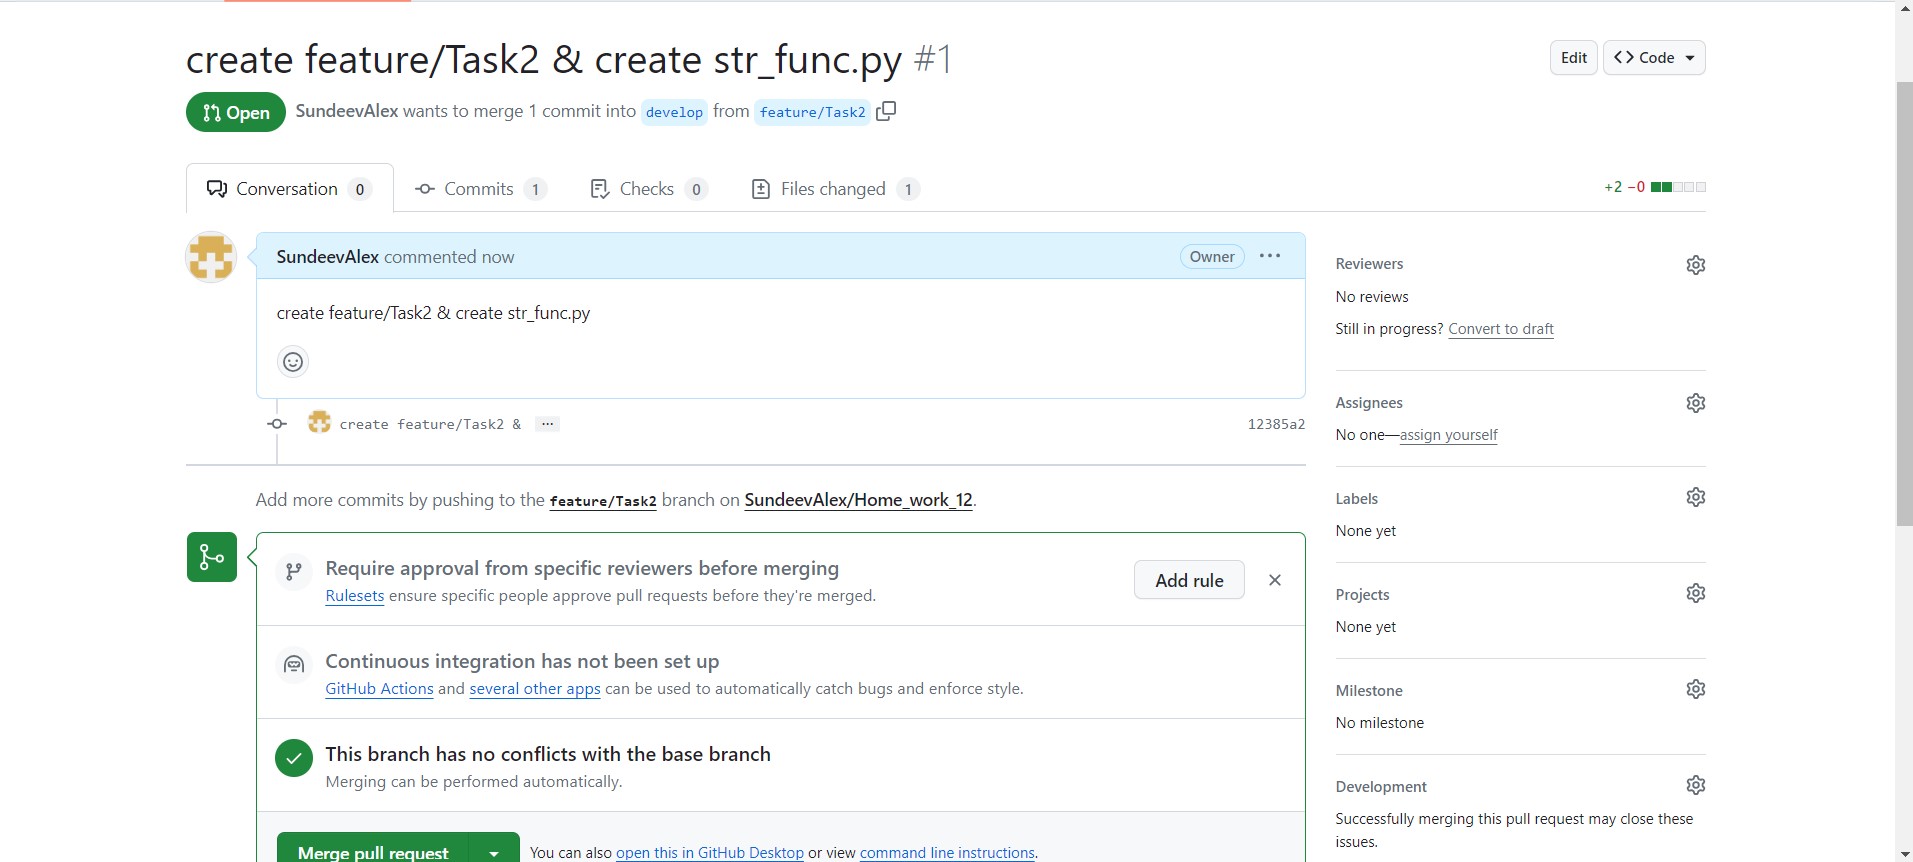 create feature/Task2 & create str_func.py #1
Edit
Code
Open
SundeevAlex wants to merge 1 commit into develop from feature/Task2
Conversation 0
Commits 1
Checks 0
Files changed 1
+2 −0
SundeevAlex commented now
Owner
create feature/Task2 & create str_func.py
create feature/Task2 & ...
12385a2
Add more commits by pushing to the feature/Task2 branch on SundeevAlex/Home_work_12.
Require approval from specific reviewers before merging
Rulesets ensure specific people approve pull requests before they're merged.
Add rule
Continuous integration has not been set up
GitHub Actions and several other apps can be used to automatically catch bugs and enforce style.
This branch has no conflicts with the base branch
Merging can be performed automatically.
Merge pull request
You can also open this in GitHub Desktop or view command line instructions.
Reviewers
No reviews
Still in progress? Convert to draft
Assignees
No one—assign yourself
Labels
None yet
Projects
None yet
Milestone
No milestone
Development
Successfully merging this pull request may close these
issues.